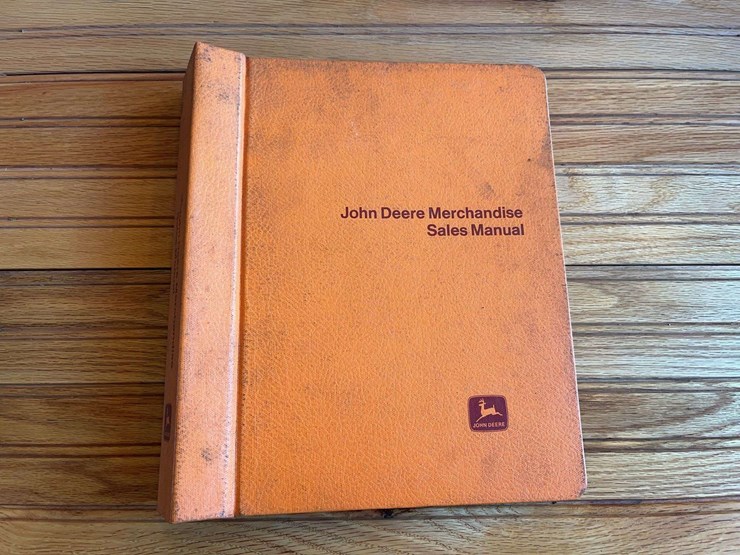 John Deere Merchandise
Sales Manual
JOHN DEERE